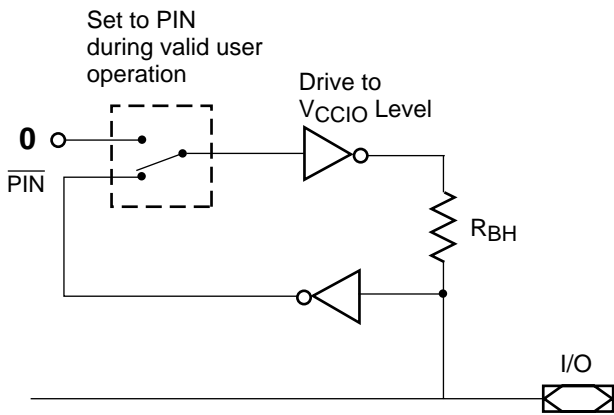 Set to PIN
during valid user
operation
Drive to
VCCIO Level
0
PIN
RBH
I/O